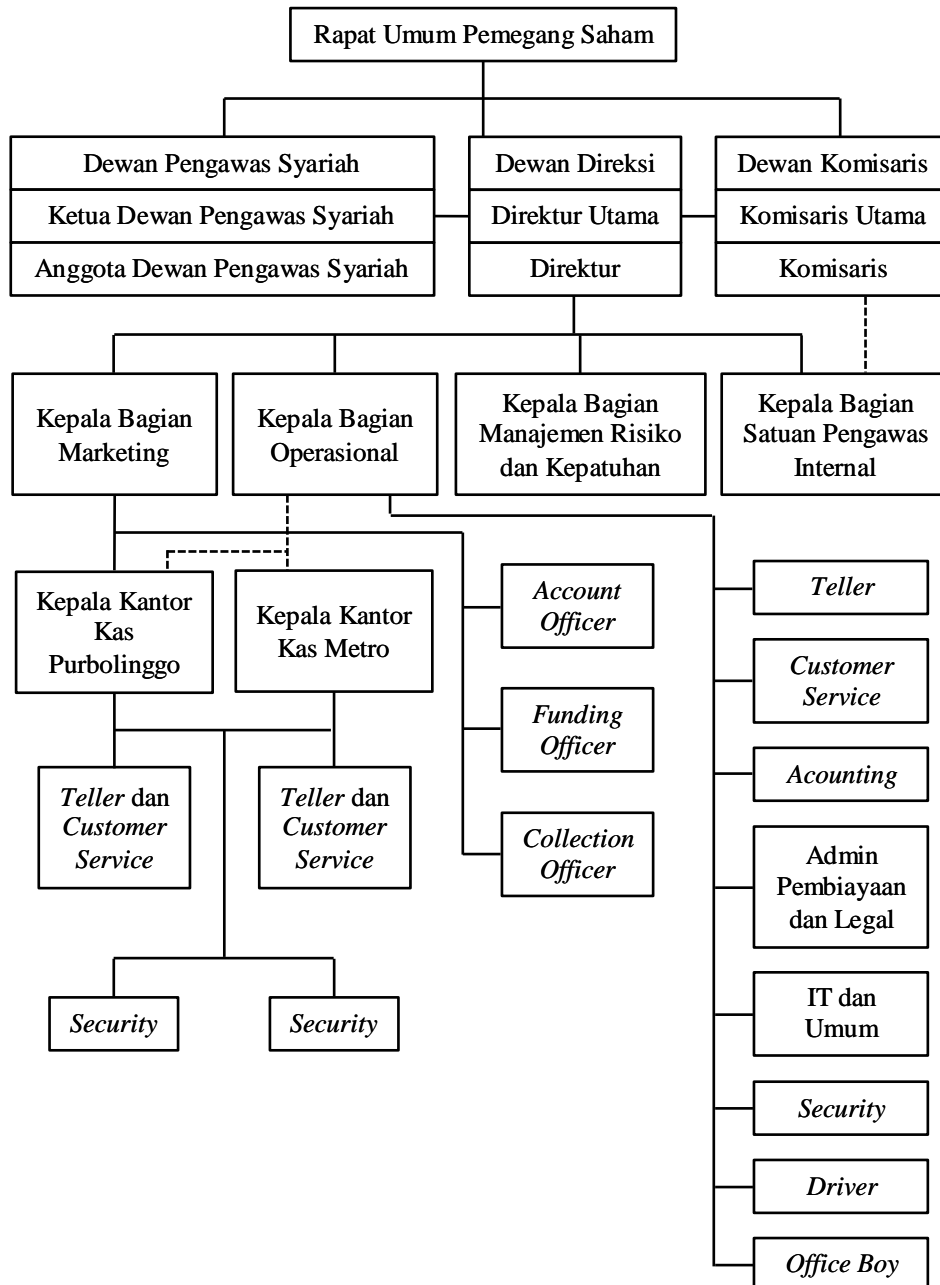 Rapat Umum Pemegang Saham
Dewan Pengawas Syariah
Ketua Dewan Pengawas Syariah
Anggota Dewan Pengawas Syariah
Dewan Direksi
Direktur Utama
Direktur
Dewan Komisaris
Komisaris Utama
Komisaris
Kepala Bagian
Marketing
Kepala Bagian
Operasional
Kepala Bagian
Manajemen Risiko
dan Kepatuhan
Kepala Bagian
Satuan Pengawas
Internal
Kepala Kantor
Kas
Purbolinggo
Kepala Kantor
Kas Metro
Teller dan
Customer
Service
Teller dan
Customer
Service
Security
Security
Account
Officer
Funding
Officer
Collection
Officer
Teller
Customer
Service
Acounting
Admin
Pembiayaan
dan Legal
IT dan
Umum
Security
Driver
Office Boy